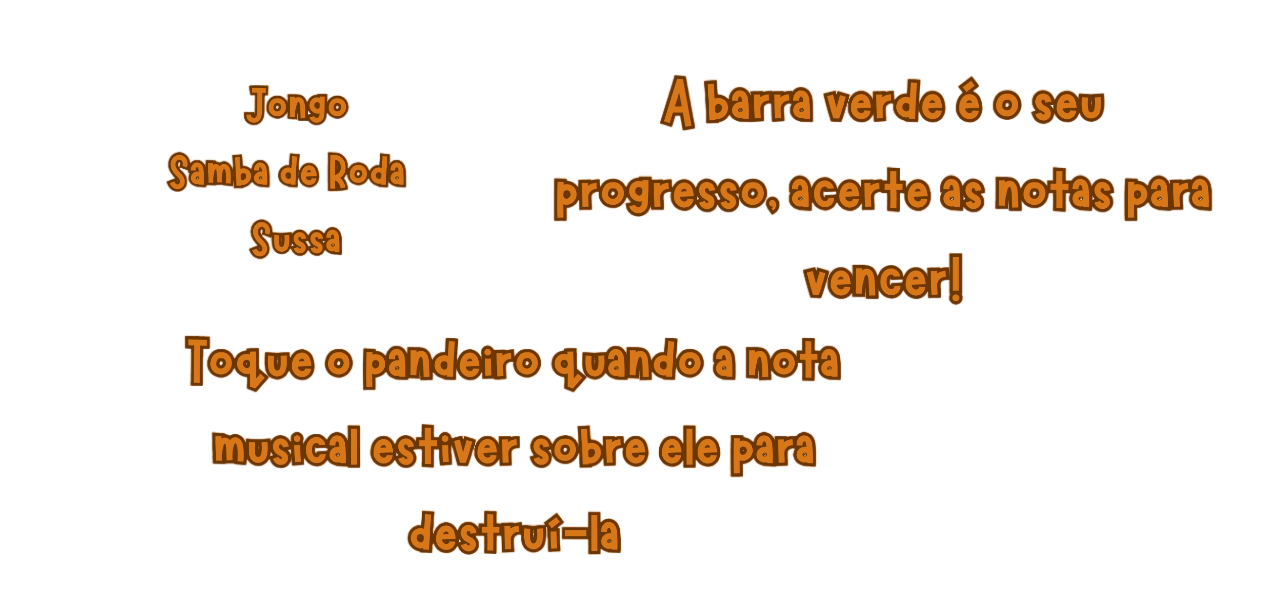 Jongo
Samba de Roda
Sussa
A barra verde é o seu
progresso, acerte as notas para
vencer!
Toque o pandeiro quando a nota
musical estiver sobre ele para
destruí-la